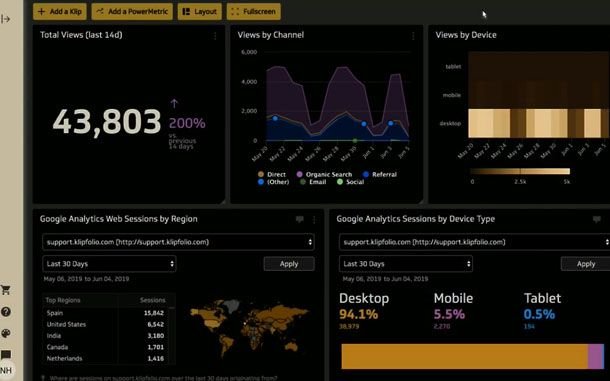 + Add a Klip
Add a PowerMetric
Layout
Fullscreen
Total Views (last 14d)
43,803
200%
vs.
previous
14 days
Views by Channel
6,000
4,000
2,000
0
May 20
May 22
May 24
May 26
May 28
May 30
Jun 1
Jun 3
Jun 5
Direct
Organic Search
Referral
(Other)
Email
Social
Views by Device
tablet
mobile
desktop
May 20
May 22
May 24
May 26
May 28
May 30
Jun 1
Jun 3
Jun 5
0
2.5k
5k
Google Analytics Web Sessions by Region
support.klipfolio.com (http://support.klipfolio.com)
Last 30 Days
Apply
May 06, 2019 to Jun 04, 2019
Top Regions Sessions
Spain 15,842
United States 6,542
India 3,180
Canada 1,701
Netherlands 1,416
Where are sessions on support.klipfolio.com over the last 30 days originating from?
Google Analytics Sessions by Device Type
support.klipfolio.com (http://support.klipfolio.com)
Last 30 Days
Apply
May 06, 2019 to Jun 04, 2019
Desktop Mobile Tablet
94.1% 5.5% 0.5%
38,979 2,270 194
NH